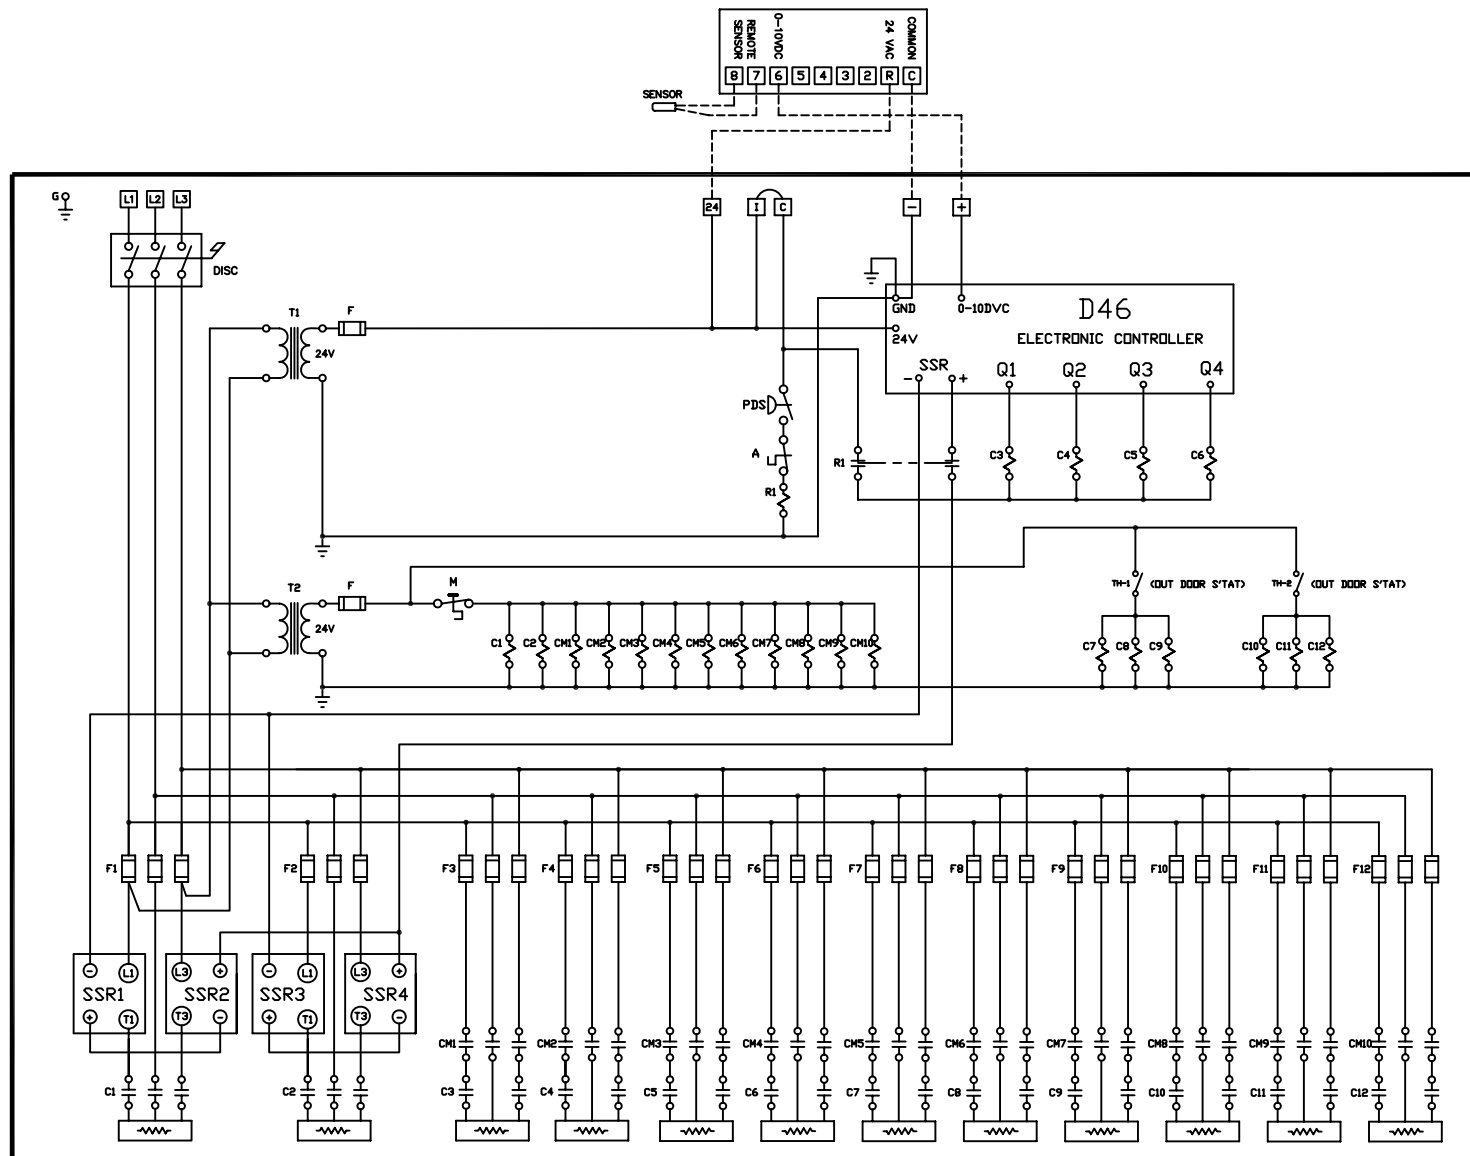 SENSOR
REMOTE
0-10VDC
24 VAC
COMMON
8 7 6 5 4 3 2 R C
SENSOR
G
L1 L2 L3
24 I C - +
DISC
T1 F
24V
GND 0-10DVC
D46
24V
ELECTRONIC CONTROLLER
- SSR + Q1 Q2 Q3 Q4
PDS
A
R1
R1
C3 C4 C5 C6
T2 F M
24V
TH-1 (OUT DOOR S'TAT)
TH-2 (OUT DOOR S'TAT)
C1 C2 CM1 CM2 CM3 CM4 CM5 CM6 CM7 CM8 CM9 CM10
C7 C8 C9 C10 C11 C12
F1 F2 F3 F4 F5 F6 F7 F8 F9 F10 F11 F12
- L1 L3 + - L1 L3 +
SSR1 SSR2 SSR3 SSR4
+ T1 T3 - + T1 T3 -
CM1 CM2 CM3 CM4 CM5 CM6 CM7 CM8 CM9 CM10
C1 C2 C3 C4 C5 C6 C7 C8 C9 C10 C11 C12